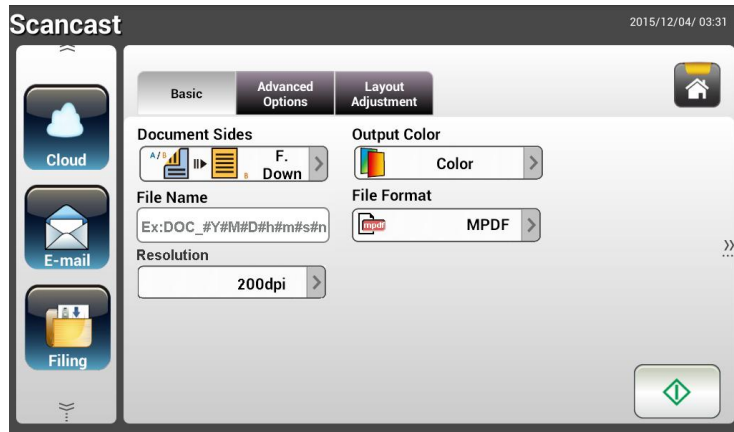 Scancast
2015/12/04/ 03:31
Basic
Advanced
Options
Layout
Adjustment
Cloud
E-mail
Filing
Document Sides
A/B
B
F.
Down
Output Color
Color
File Name
Ex:DOC_#Y#M#D#h#m#s#n
File Format
mpdf
MPDF
Resolution
200dpi